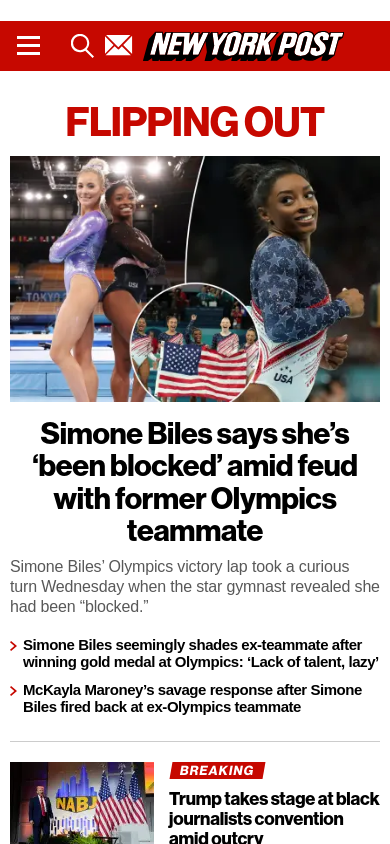 NEW YORK POST
FLIPPING OUT
TOKYO
USA
Simone Biles says she’s
‘been blocked’ amid feud
with former Olympics
teammate
Simone Biles’ Olympics victory lap took a curious
turn Wednesday when the star gymnast revealed she
had been “blocked.”
Simone Biles seemingly shades ex-teammate after
winning gold medal at Olympics: ‘Lack of talent, lazy’
McKayla Maroney’s savage response after Simone
Biles fired back at ex-Olympics teammate
NABJ
BREAKING
Trump takes stage at black
journalists convention
amid outcry